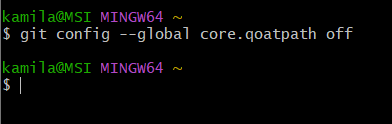 kamila@MSI MINGW64 ~
$ git config --global core.qoatpath off
kamila@MSI MINGW64 ~
$